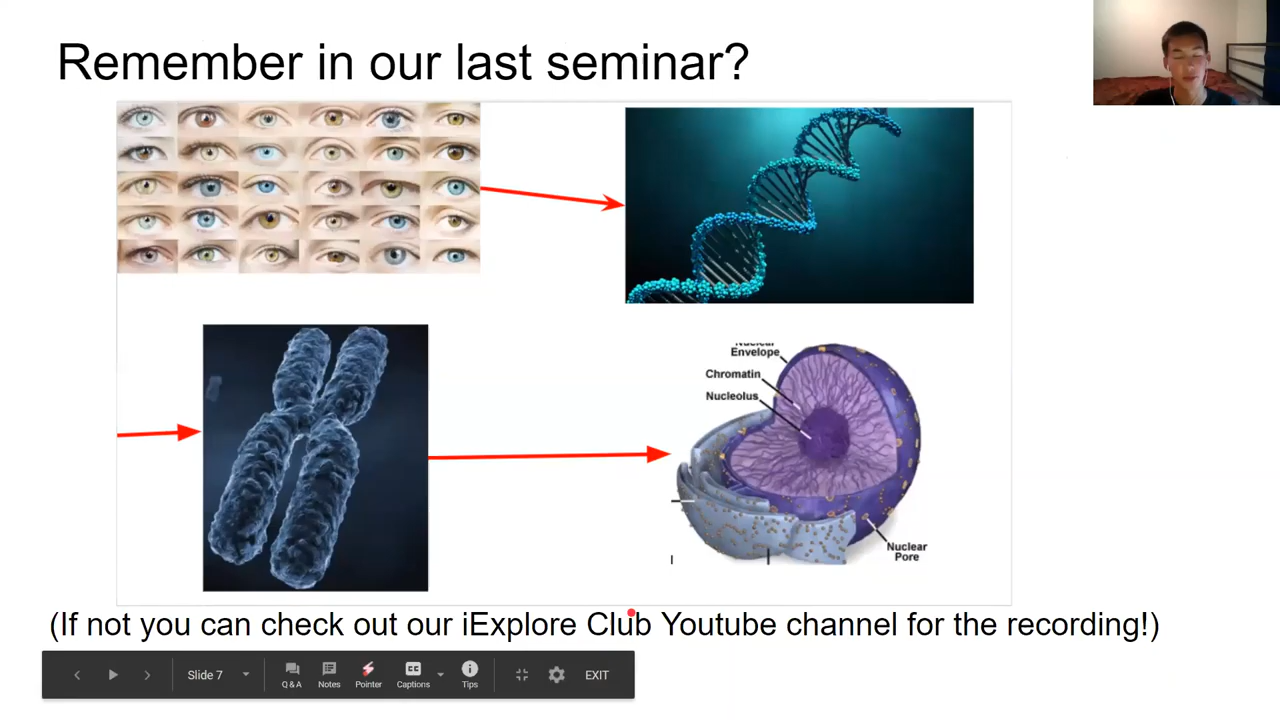 Remember in our last seminar?
Envelope
Chromatin
Nucleolus
Nuclear
Pore
(If not you can check out our iExplore Club Youtube channel for the recording!)
Slide 7
Q & A
Notes
Pointer
CC
Captions
Tips
EXIT